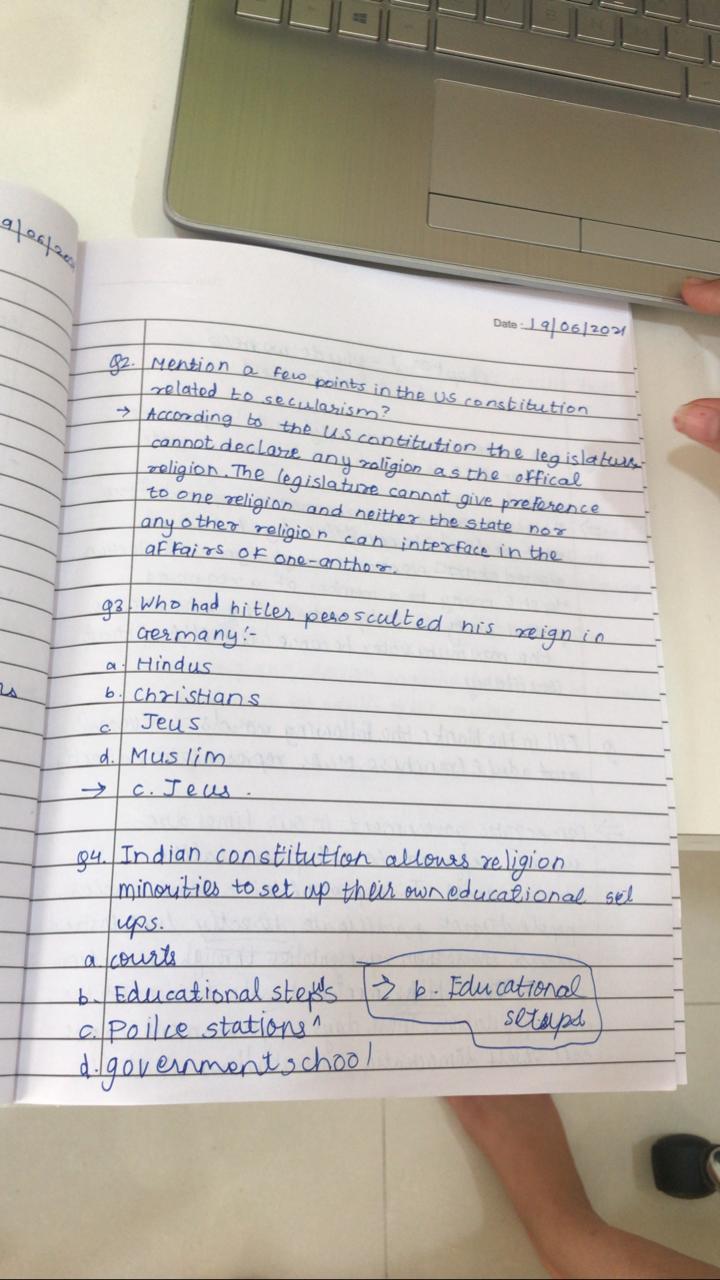 9/06/202
Date :- 19/06/2021
Q2. Mention a few points in the US constitution
related to secularism?
→ According to the US contitution the legislature
cannot declare any religion as the offical
religion. The legislature cannot give preference
to one religion and neither the state nor
any other religion can interface in the
affairs of one-anthor.
Q3. Who had hitler perosculted his reign in
Germany:-
a. Hindus
b. Christians
c. Jeus
d. Muslim
→ c. Jeus.
Q4. Indian constitution allows religion
minorities to set up their own educational set
ups.
a. courts
b. Educational steps
→ b. Educational
setups
c. Poilce stations
d. government school